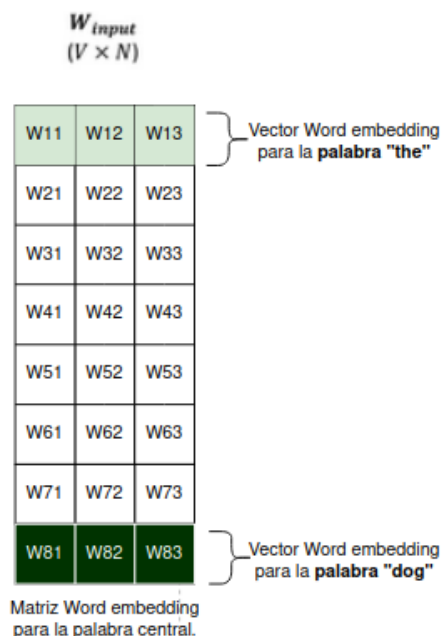 W_input
(V × N)
W11 W12 W13
Vector Word embedding
para la palabra "the"
W21 W22 W23
W31 W32 W33
W41 W42 W43
W51 W52 W53
W61 W62 W63
W71 W72 W73
W81 W82 W83
Vector Word embedding
para la palabra "dog"
Matriz Word embedding
para la palabra central.